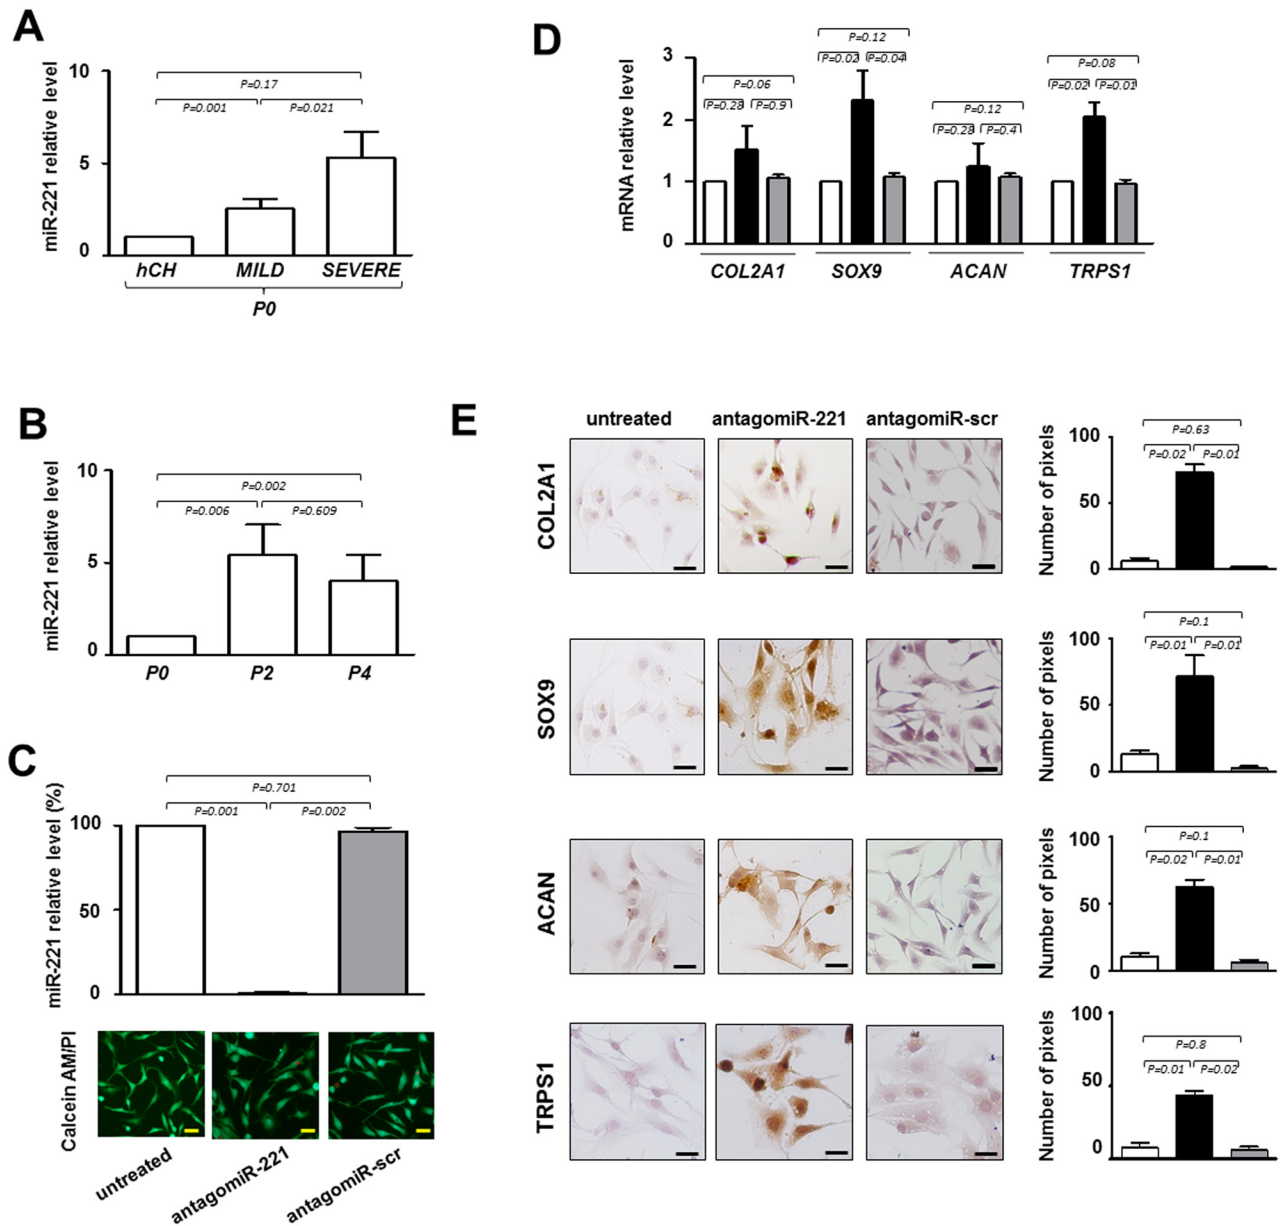 A
miR-221 relative level
10
5
0
P=0.17
P=0.001
P=0.021
hCH
MILD
SEVERE
P0
B
miR-221 relative level
10
5
0
P=0.002
P=0.006
P=0.609
P0
P2
P4
C
miR-221 relative level (%)
100
50
0
P=0.701
P=0.001
P=0.002
Calcein AM/PI
untreated
antagomiR-221
antagomiR-scr
D
mRNA relative level
3
2
1
0
P=0.06
P=0.28
P=0.9
P=0.12
P=0.02
P=0.04
P=0.12
P=0.28
P=0.4
P=0.08
P=0.02
P=0.01
COL2A1
SOX9
ACAN
TRPS1
E
untreated
antagomiR-221
antagomiR-scr
COL2A1
Number of pixels
100
50
0
P=0.63
P=0.02
P=0.01
SOX9
Number of pixels
100
50
0
P=0.1
P=0.01
P=0.01
ACAN
Number of pixels
100
50
0
P=0.1
P=0.02
P=0.01
TRPS1
Number of pixels
100
50
0
P=0.8
P=0.01
P=0.02